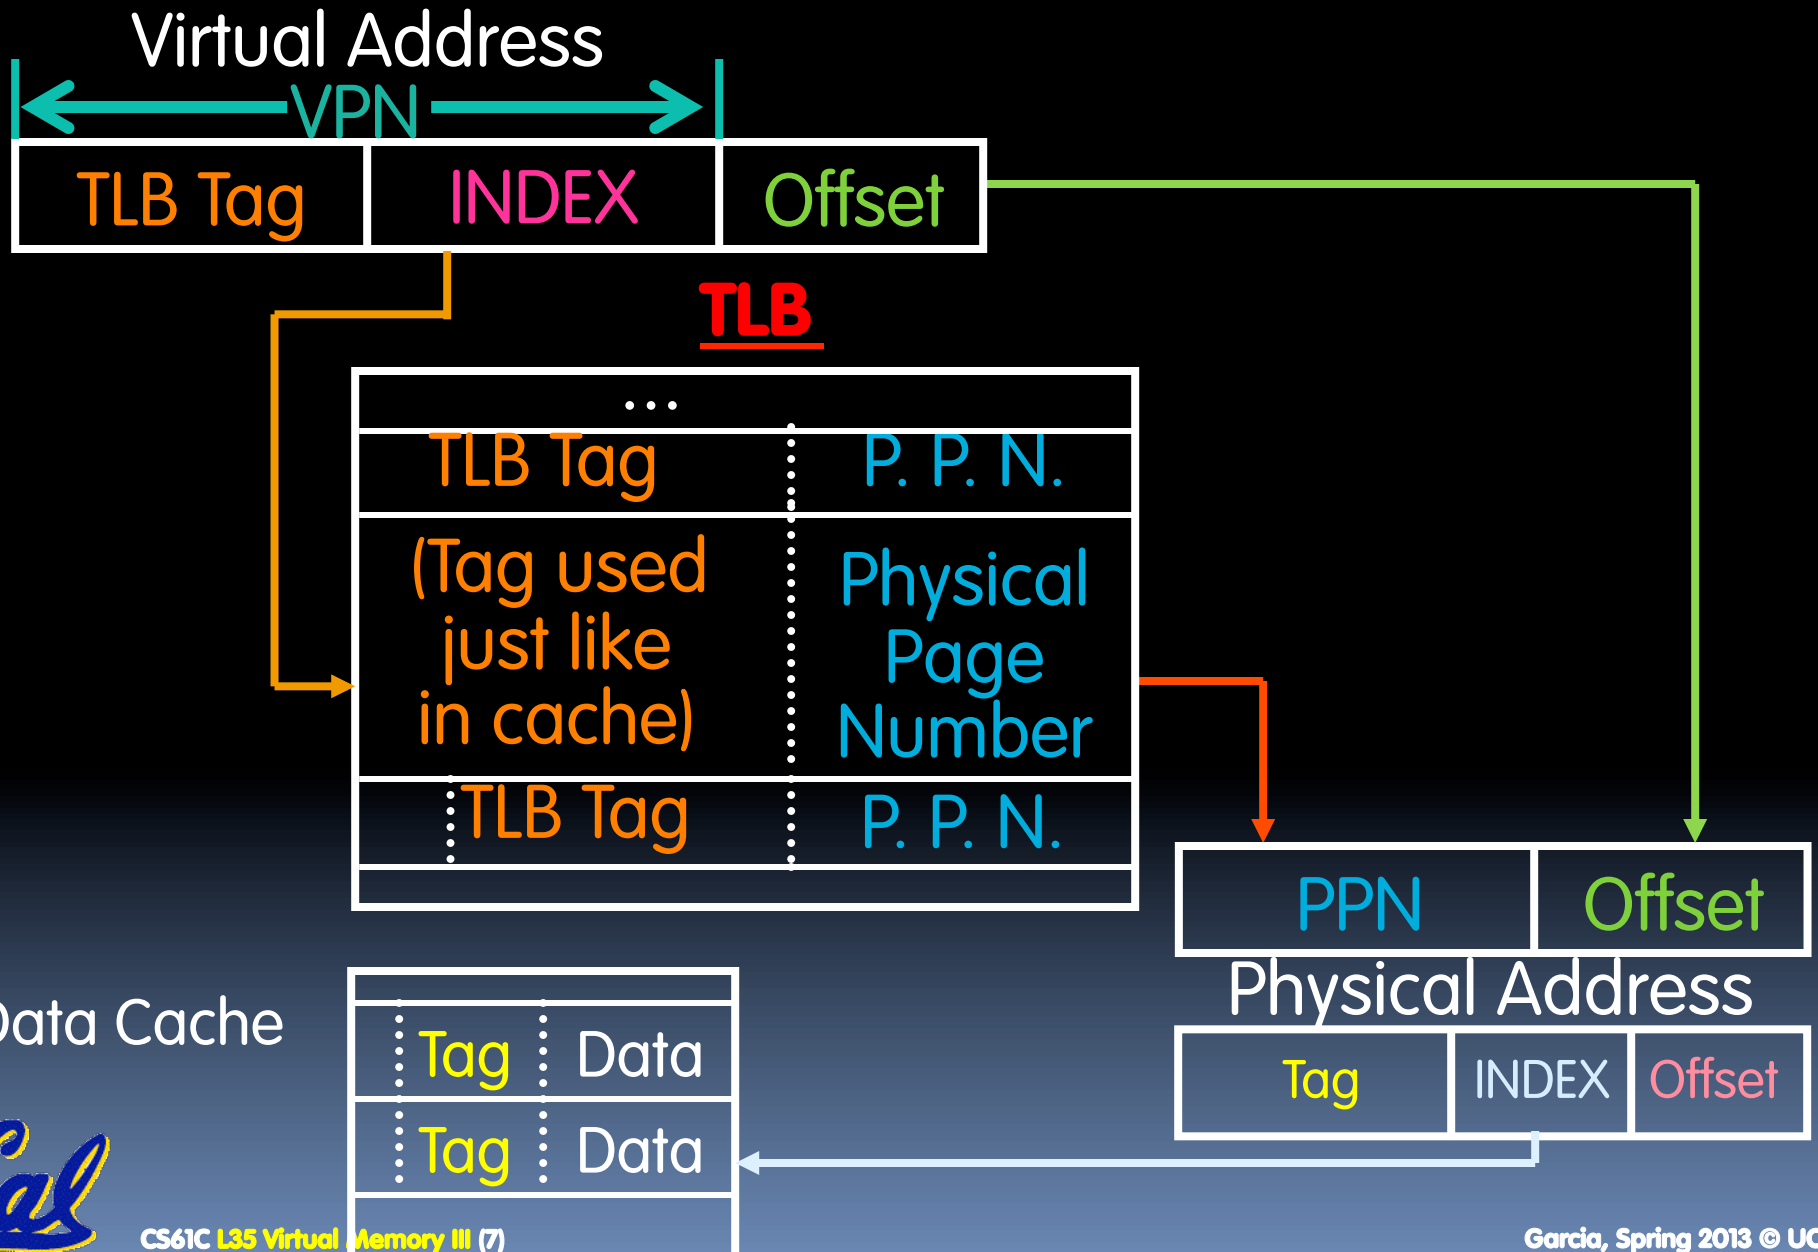 Virtual Address
VPN
TLB Tag INDEX Offset
TLB
...
TLB Tag P. P. N.
(Tag used
just like
in cache)
Physical
Page
Number
TLB Tag P. P. N.
PPN Offset
Physical Address
Tag INDEX Offset
Data Cache
Tag Data
Tag Data
Cal
CS61C L35 Virtual Memory III (7)
Garcia, Spring 2013 © UC